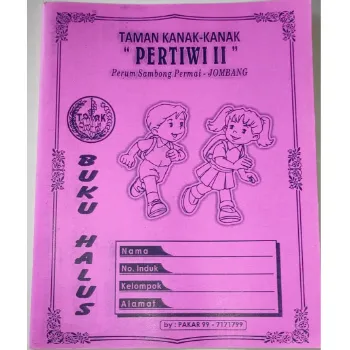 TAMAN KANAK-KANAK
" PERTIWI II "
Perum Sambong Permai - JOMBANG
BUKU HALUS
Nama
No. Induk
Kelompok
Alamat
by : PAKAR 99 - 7171799